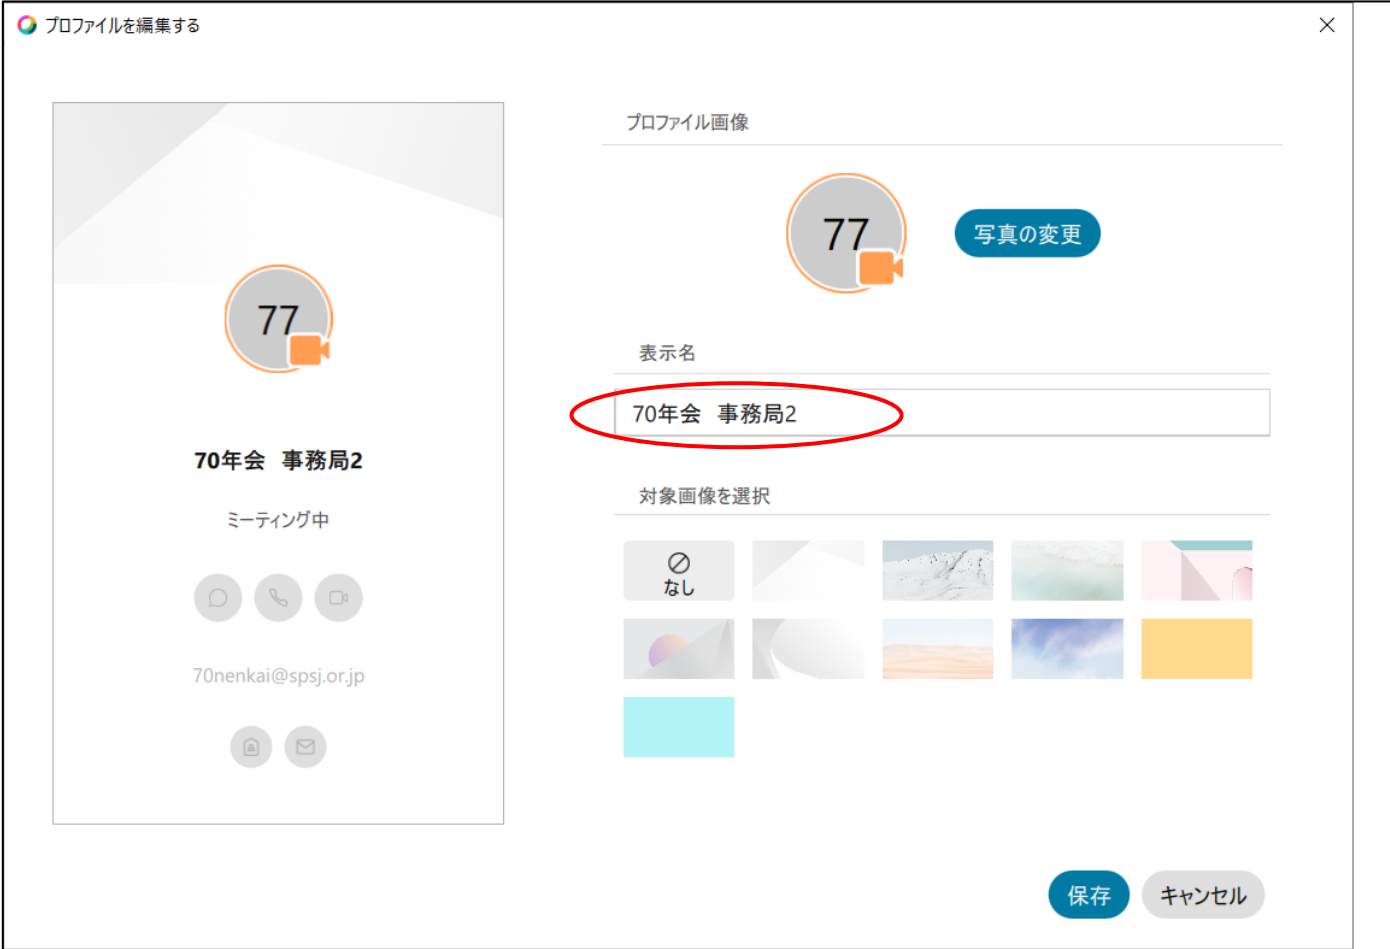 プロファイルを編集する
77
70年会　事務局2
ミーティング中
70nenkai@spsj.or.jp
プロファイル画像
77
写真の変更
表示名
70年会　事務局2
対象画像を選択
なし
保存
キャンセル